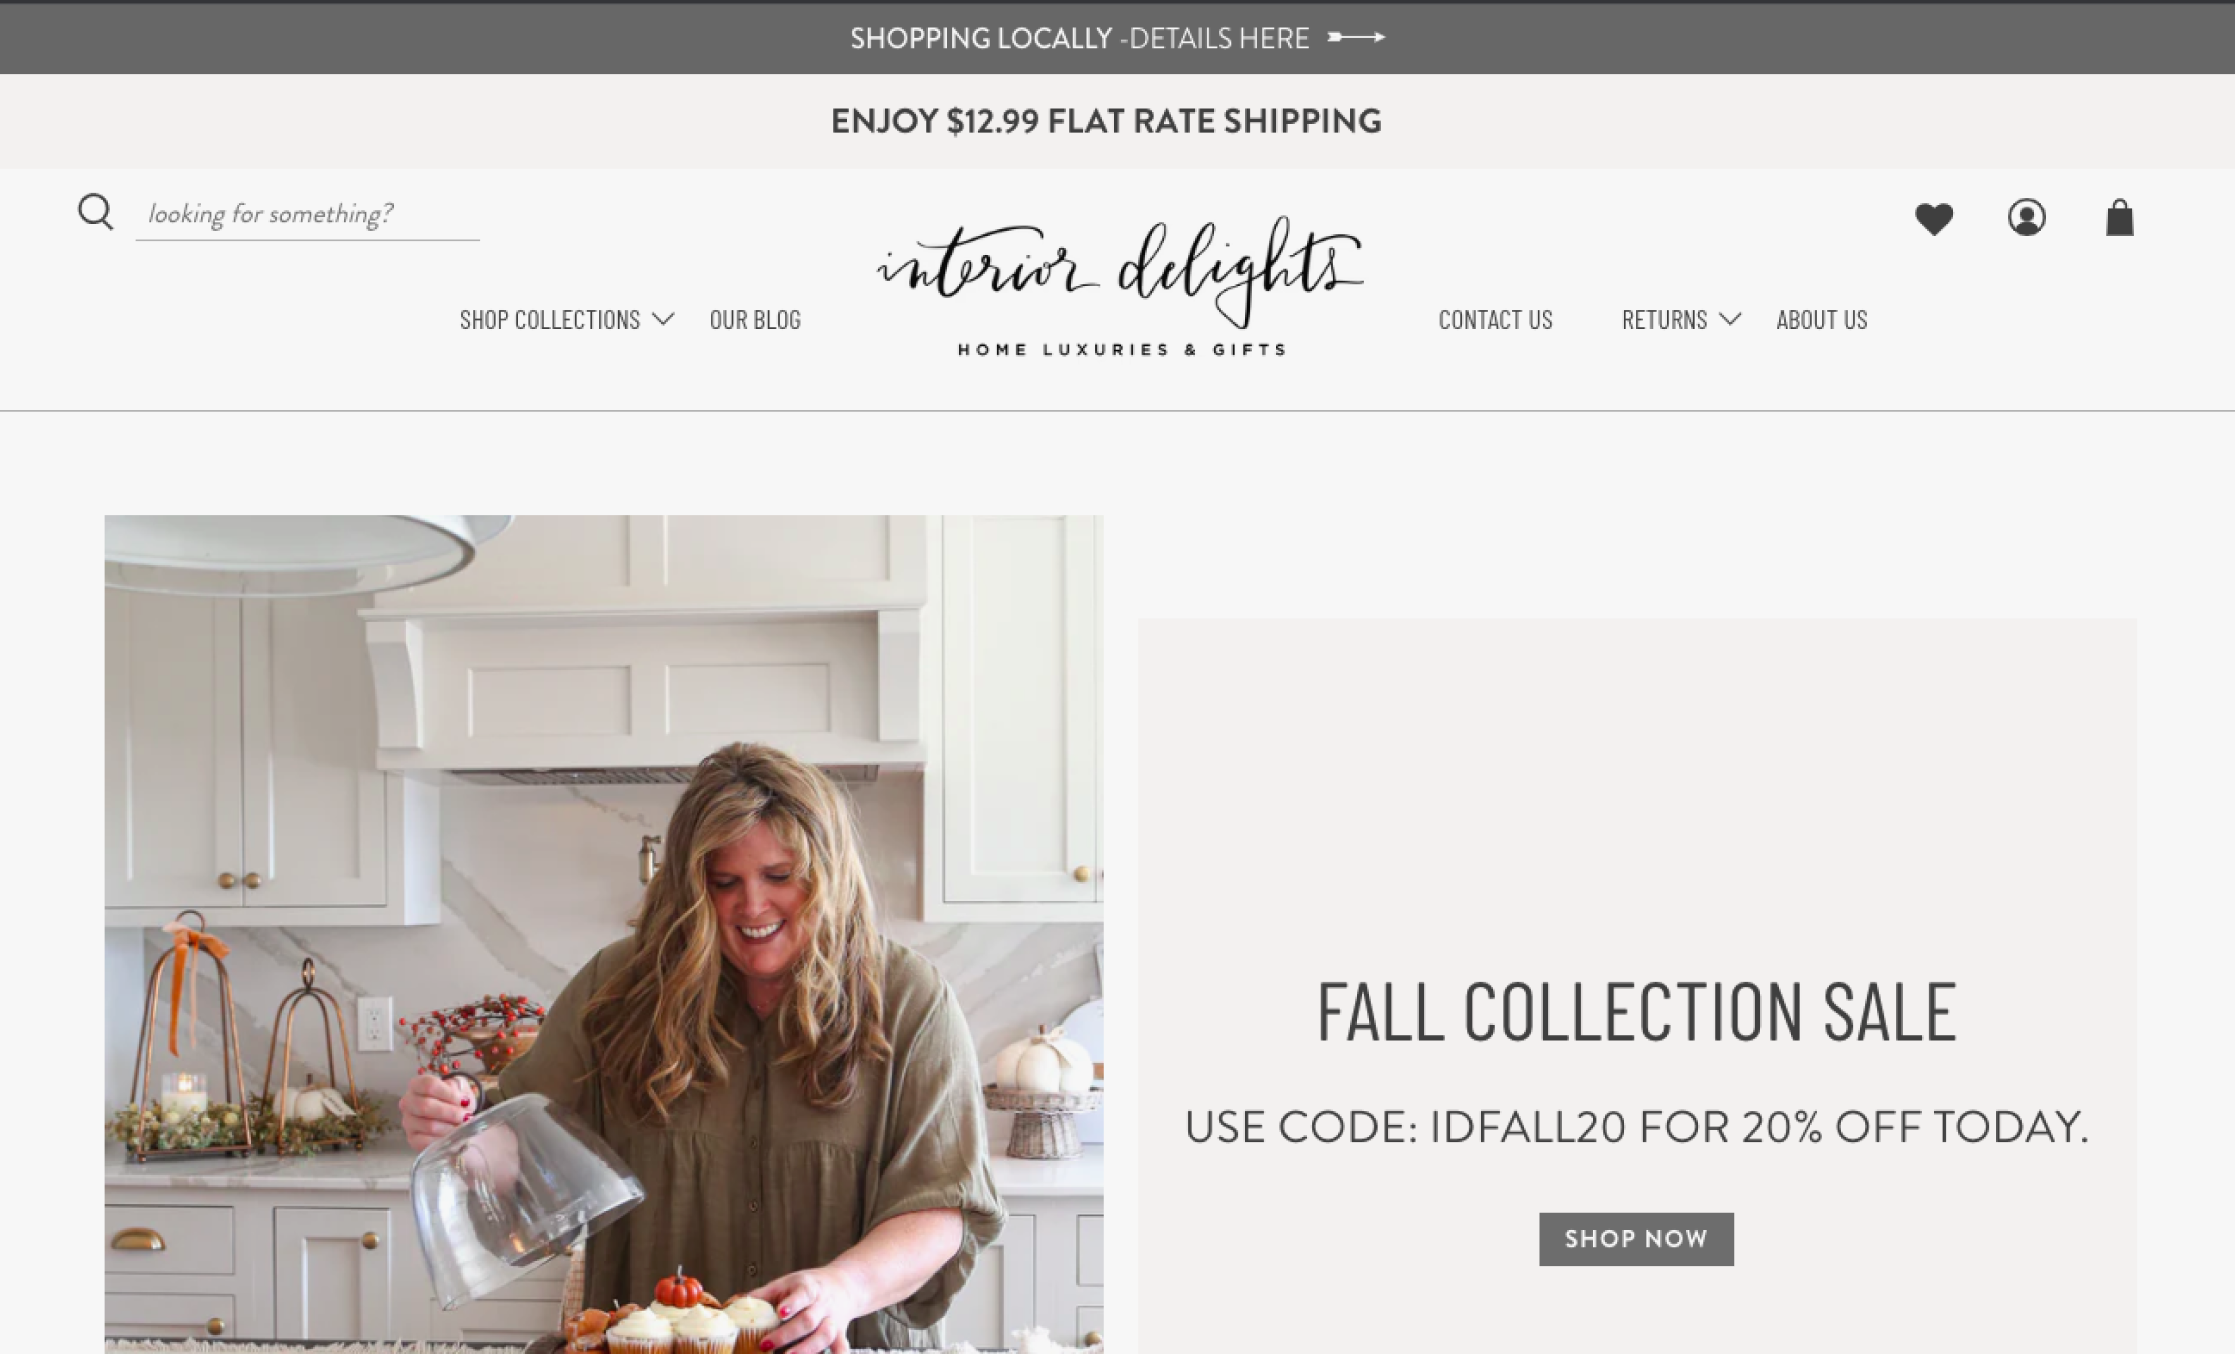 SHOPPING LOCALLY -DETAILS HERE
ENJOY $12.99 FLAT RATE SHIPPING
looking for something?
interior delights
HOME LUXURIES & GIFTS
SHOP COLLECTIONS
OUR BLOG
CONTACT US
RETURNS
ABOUT US
FALL COLLECTION SALE
USE CODE: IDFALL20 FOR 20% OFF TODAY.
SHOP NOW